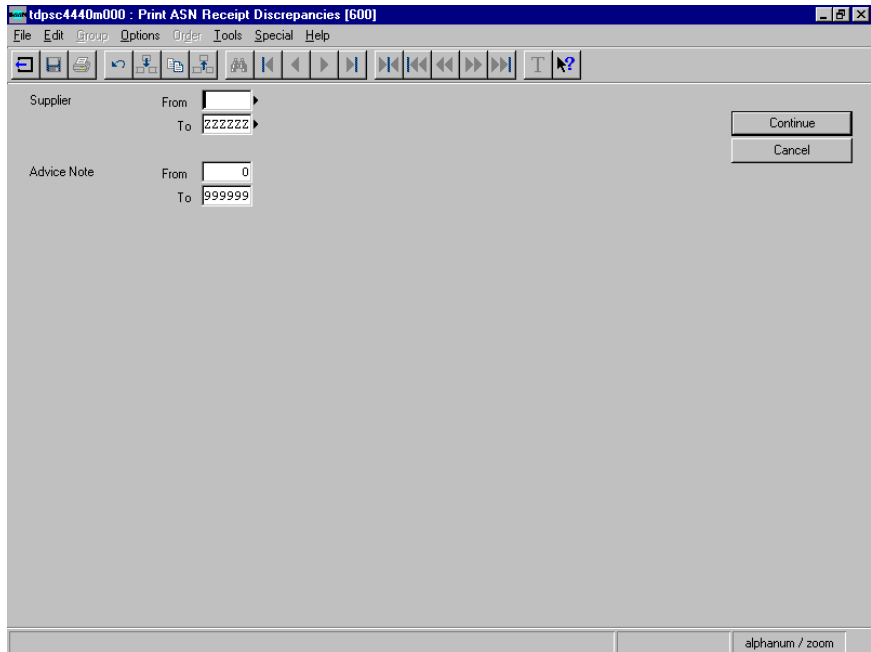 tdpsc4440m000 : Print ASN Receipt Discrepancies [600]
File Edit Group Options Order Tools Special Help
T ?
Supplier From
To ZZZZZZ
Continue
Cancel
Advice Note From 0
To 999999
alphanum / zoom